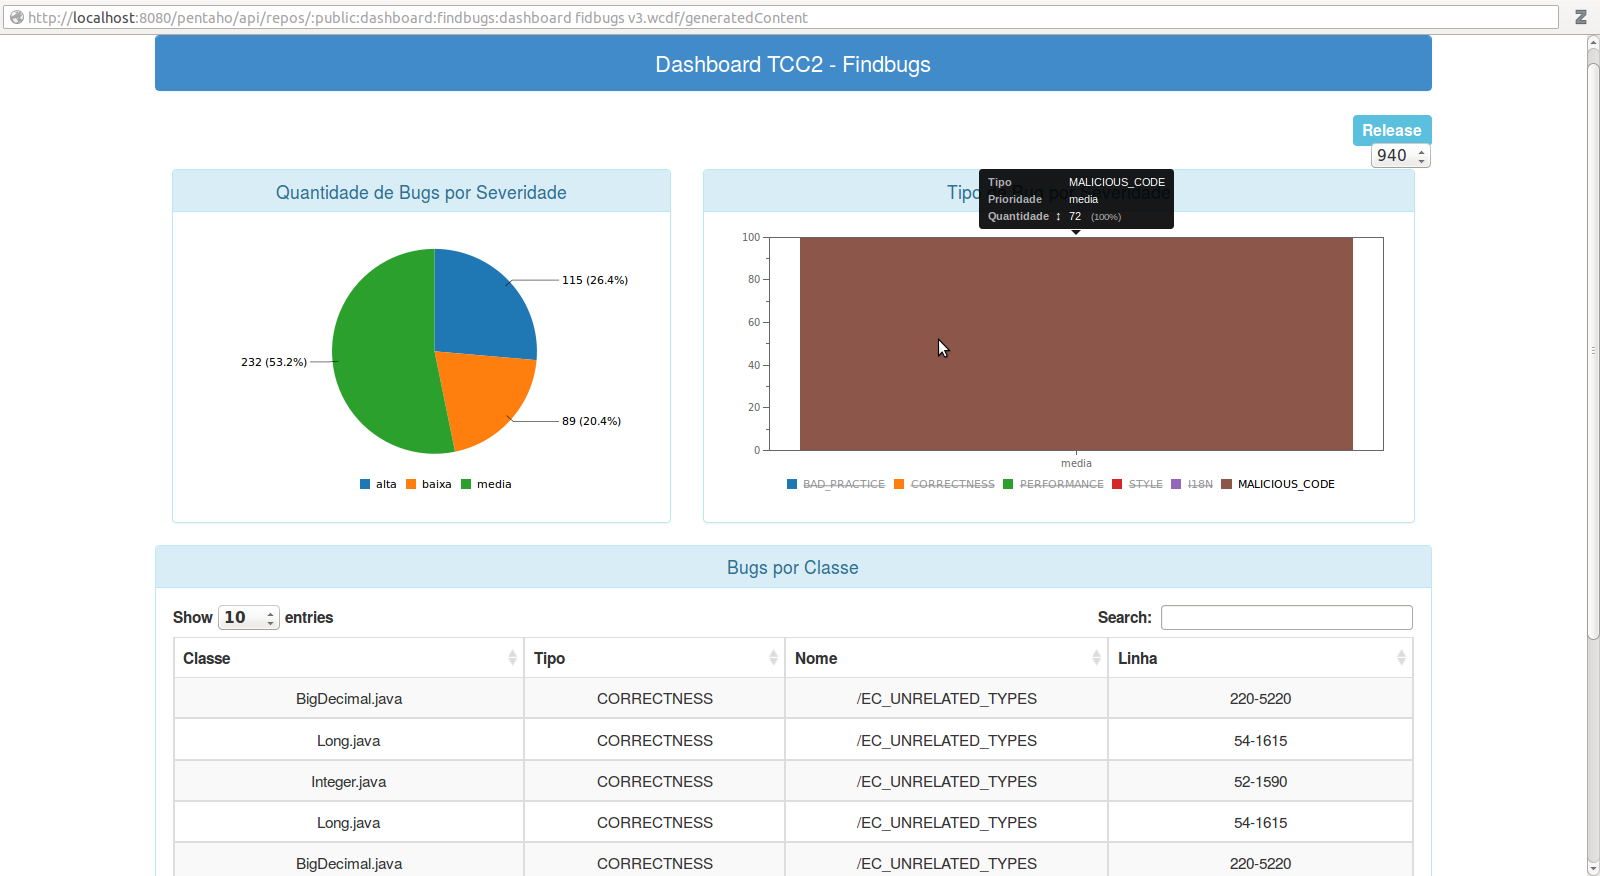 http://localhost:8080/pentaho/api/repos/:public:dashboard:findbugs:dashboard fidbugs v3.wcdf/generatedContent
Dashboard TCC2 - Findbugs
Release
940
Quantidade de Bugs por Severidade
115 (26.4%)
232 (53.2%)
89 (20.4%)
alta baixa media
Tipo de Bug por Severidade
Tipo MALICIOUS_CODE
Prioridade media
Quantidade ↕ 72 (100%)
100
80
60
40
20
0
media
BAD_PRACTICE CORRECTNESS PERFORMANCE STYLE I18N MALICIOUS_CODE
Bugs por Classe
Show 10 entries Search:
Classe Tipo Nome Linha
BigDecimal.java CORRECTNESS /EC_UNRELATED_TYPES 220-5220
Long.java CORRECTNESS /EC_UNRELATED_TYPES 54-1615
Integer.java CORRECTNESS /EC_UNRELATED_TYPES 52-1590
Long.java CORRECTNESS /EC_UNRELATED_TYPES 54-1615
BigDecimal.java CORRECTNESS /EC_UNRELATED_TYPES 220-5220